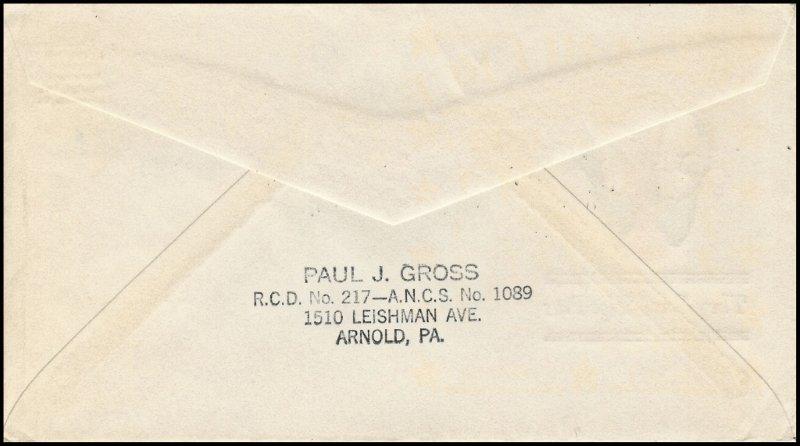 PAUL J. GROSS
R.C.D. No. 217—A.N.C.S. No. 1089
1510 LEISHMAN AVE.
ARNOLD, PA.